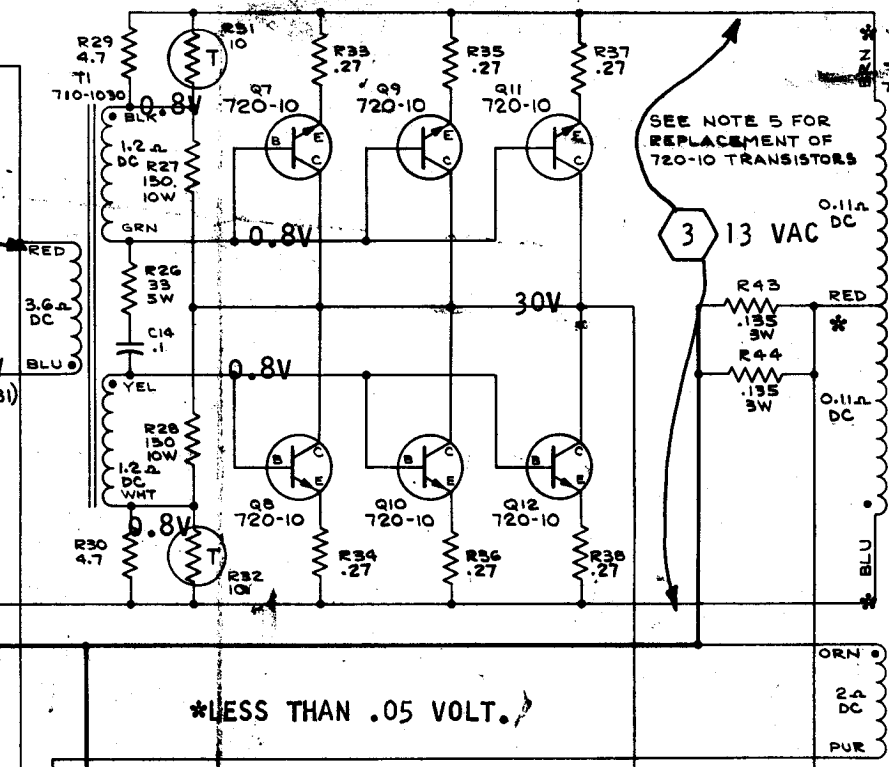 R29
4.7
R31
10
T
R33
.27
R35
.27
R37
.27
T1
710-1030
0.8V
BLK
1.2 Ω
DC
R27
150
10W
GRN
Q7
720-10
B
E
C
Q9
720-10
E
C
Q11
720-10
E
C
SEE NOTE 5 FOR
REPLACEMENT OF
720-10 TRANSISTORS
*
BRN
0.11Ω
DC
3
13 VAC
0.8V
RED
3.6Ω
DC
BLU
R26
33
5W
C14
.1
30V
R43
.135
3W
RED
*
R44
.135
3W
0.11Ω
DC
0.8V
YEL
R28
150
10W
1.2Ω
DC
WHT
0.8V
B
C
E
Q8
720-10
B
C
E
Q10
720-10
B
C
E
Q12
720-10
R30
4.7
T
R32
10
R34
.27
R36
.27
R38
.27
BLU
*
ORN
2Ω
DC
PUR
*LESS THAN .05 VOLT.